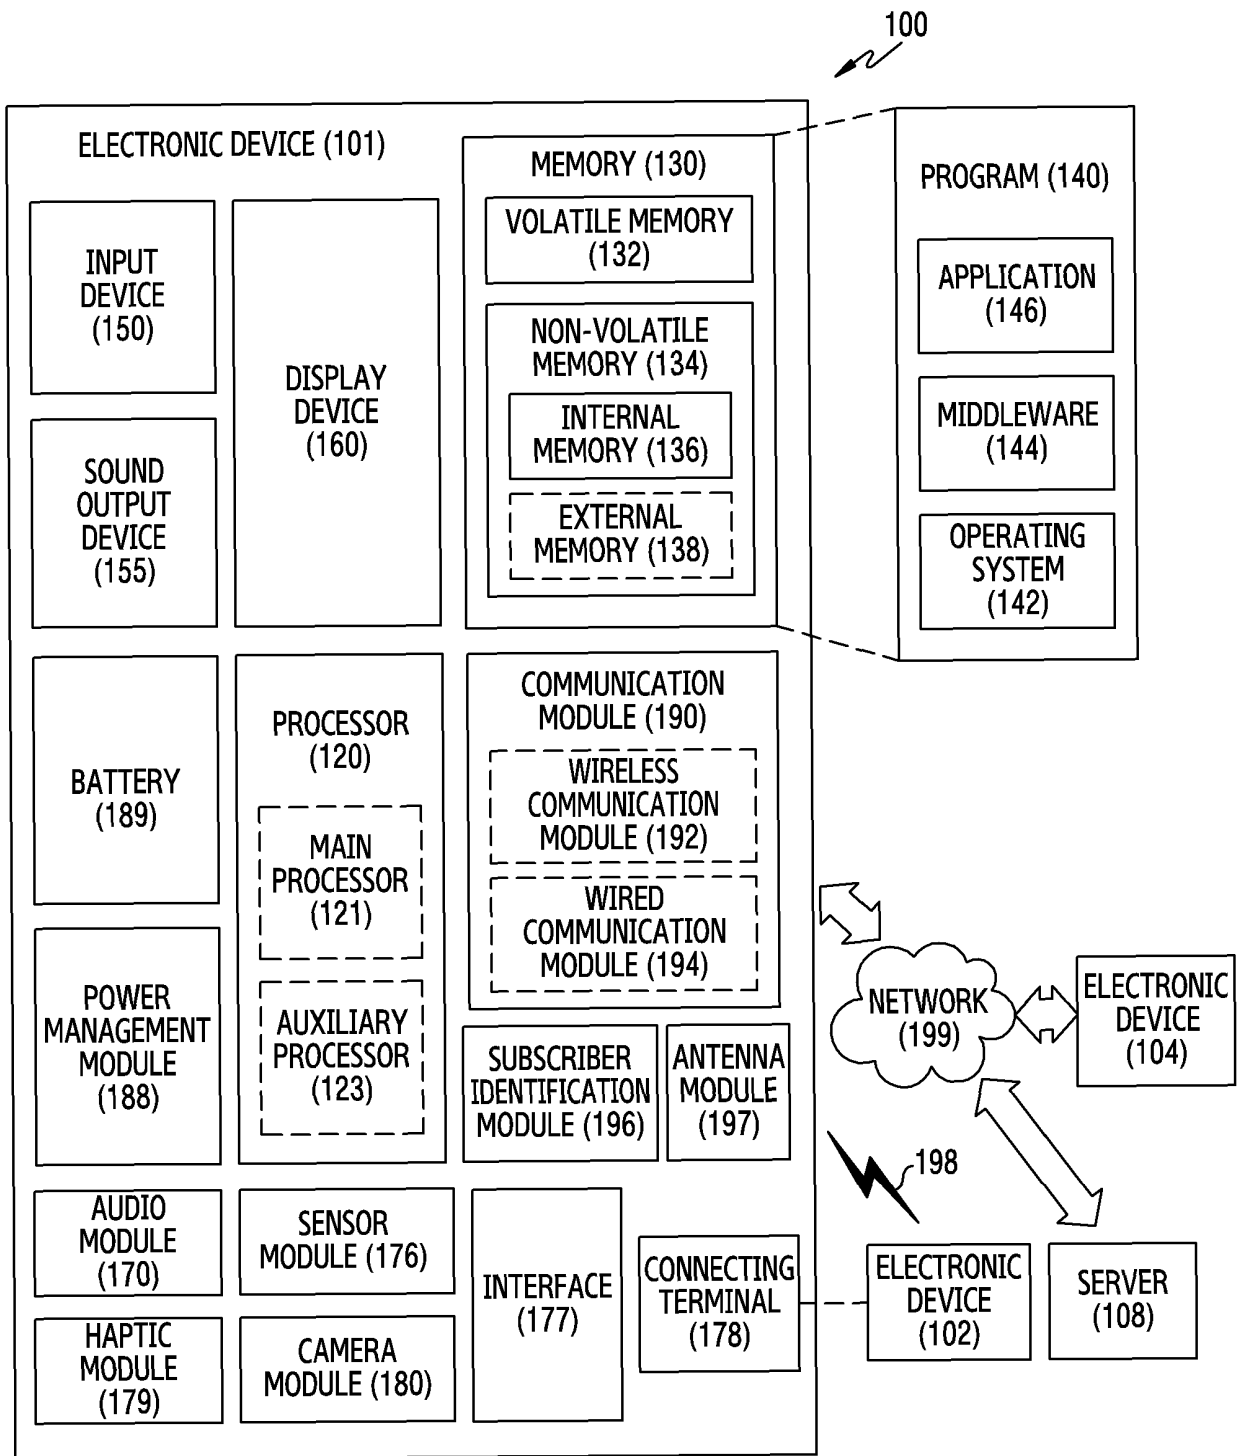 100
ELECTRONIC DEVICE (101)
INPUT
DEVICE
(150)
SOUND
OUTPUT
DEVICE
(155)
DISPLAY
DEVICE
(160)
MEMORY (130)
VOLATILE MEMORY
(132)
NON-VOLATILE
MEMORY (134)
INTERNAL
MEMORY (136)
EXTERNAL
MEMORY (138)
PROGRAM (140)
APPLICATION
(146)
MIDDLEWARE
(144)
OPERATING
SYSTEM
(142)
BATTERY
(189)
POWER
MANAGEMENT
MODULE
(188)
PROCESSOR
(120)
MAIN
PROCESSOR
(121)
AUXILIARY
PROCESSOR
(123)
COMMUNICATION
MODULE (190)
WIRELESS
COMMUNICATION
MODULE (192)
WIRED
COMMUNICATION
MODULE (194)
SUBSCRIBER
IDENTIFICATION
MODULE (196)
ANTENNA
MODULE
(197)
NETWORK
(199)
ELECTRONIC
DEVICE
(104)
198
AUDIO
MODULE
(170)
HAPTIC
MODULE
(179)
SENSOR
MODULE (176)
CAMERA
MODULE (180)
INTERFACE
(177)
CONNECTING
TERMINAL
(178)
ELECTRONIC
DEVICE
(102)
SERVER
(108)